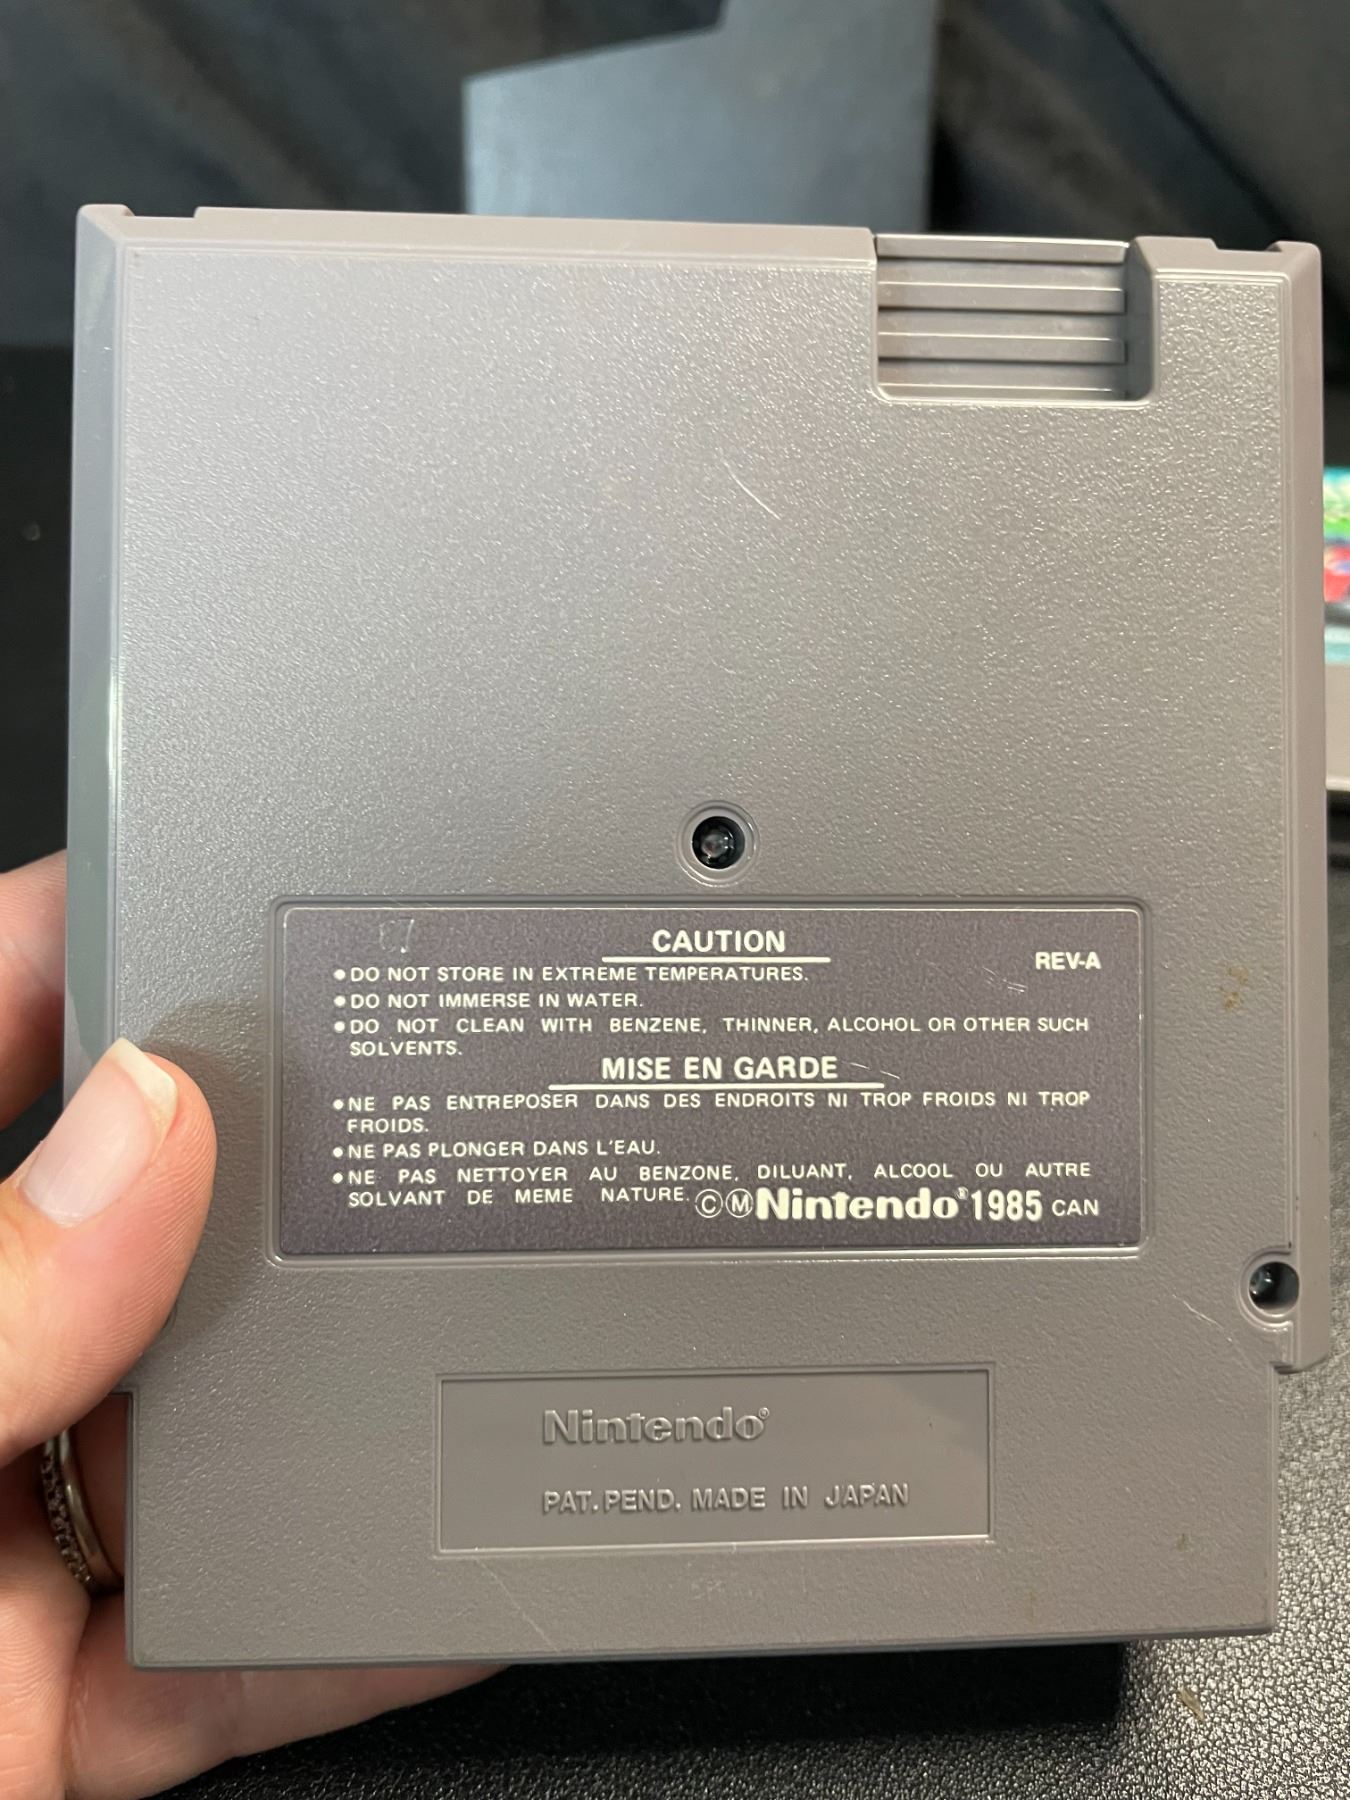 07
CAUTION
REV-A
●DO NOT STORE IN EXTREME TEMPERATURES.
●DO NOT IMMERSE IN WATER.
●DO NOT CLEAN WITH BENZENE, THINNER, ALCOHOL OR OTHER SUCH
SOLVENTS.
MISE EN GARDE
●NE PAS ENTREPOSER DANS DES ENDROITS NI TROP FROIDS NI TROP
FROIDS.
●NE PAS PLONGER DANS L'EAU.
●NE PAS NETTOYER AU BENZONE, DILUANT, ALCOOL OU AUTRE
SOLVANT DE MEME NATURE.
ⒸⓂNintendo® 1985 CAN
Nintendo®
PAT. PEND. MADE IN JAPAN